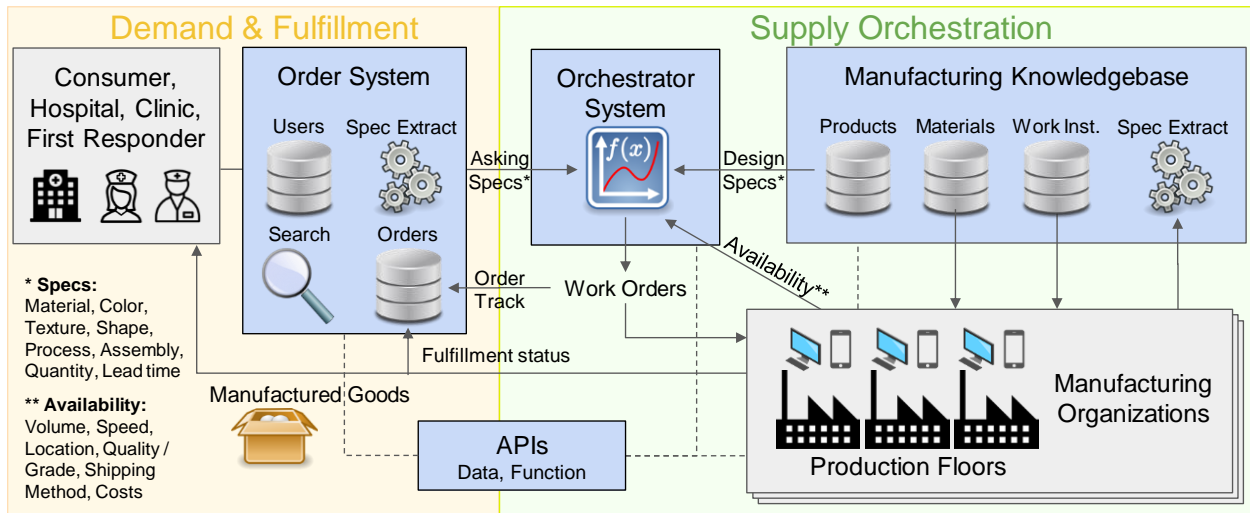 Demand & Fulfillment
Supply Orchestration
Consumer,
Hospital, Clinic,
First Responder
Order System
Users
Spec Extract
Search
Orders
Asking
Specs*
Orchestrator
System
f(x)
Design
Specs*
Manufacturing Knowledgebase
Products
Materials
Work Inst.
Spec Extract
Availability**
Order
Track
Work Orders
Fulfillment status
* Specs:
Material, Color,
Texture, Shape,
Process, Assembly,
Quantity, Lead time
** Availability:
Volume, Speed,
Location, Quality /
Grade, Shipping
Method, Costs
Manufactured Goods
APIs
Data, Function
Manufacturing
Organizations
Production Floors